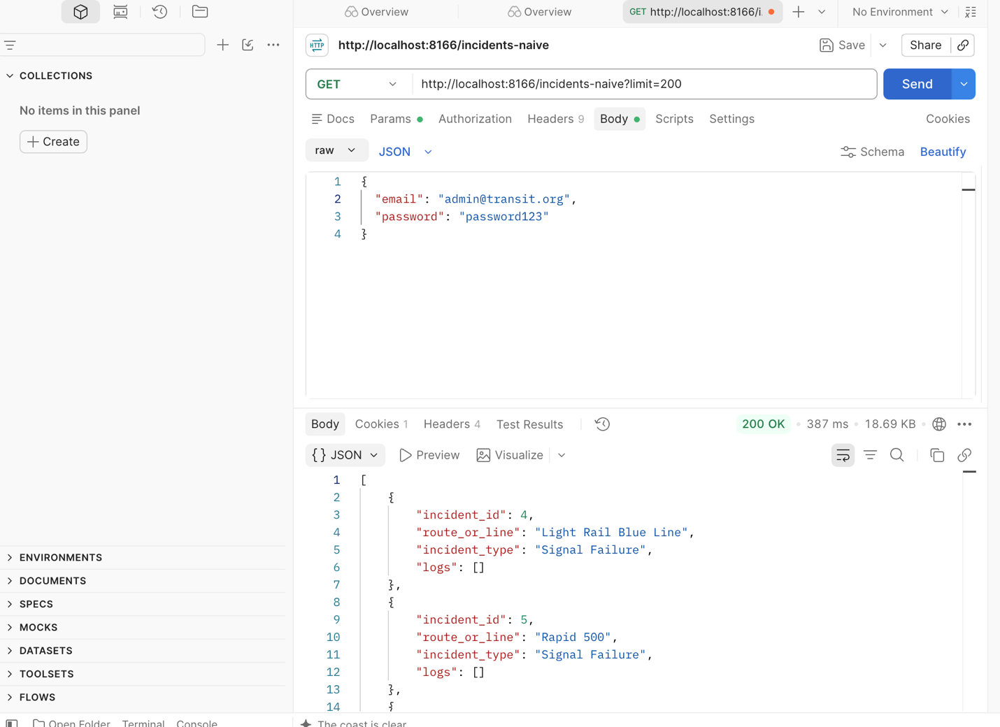 Overview
Overview
GET http://localhost:8166/i.
No Environment
HTTP http://localhost:8166/incidents-naive
Save
Share
COLLECTIONS
No items in this panel
Create
GET http://localhost:8166/incidents-naive?limit=200
Send
Docs Params Authorization Headers 9 Body Scripts Settings Cookies
raw JSON Schema Beautify
1 {
2 "email": "admin@transit.org",
3 "password": "password123"
4 }
Body Cookies 1 Headers 4 Test Results 200 OK • 387 ms • 18.69 KB •
{} JSON Preview Visualize
1 [
2 {
3 "incident_id": 4,
4 "route_or_line": "Light Rail Blue Line",
5 "incident_type": "Signal Failure",
6 "logs": []
7 },
8 {
9 "incident_id": 5,
10 "route_or_line": "Rapid 500",
11 "incident_type": "Signal Failure",
12 "logs": []
13 },
14 {
ENVIRONMENTS
DOCUMENTS
SPECS
MOCKS
DATASETS
TOOLSETS
FLOWS
Open Folder Terminal Console The coast is clear